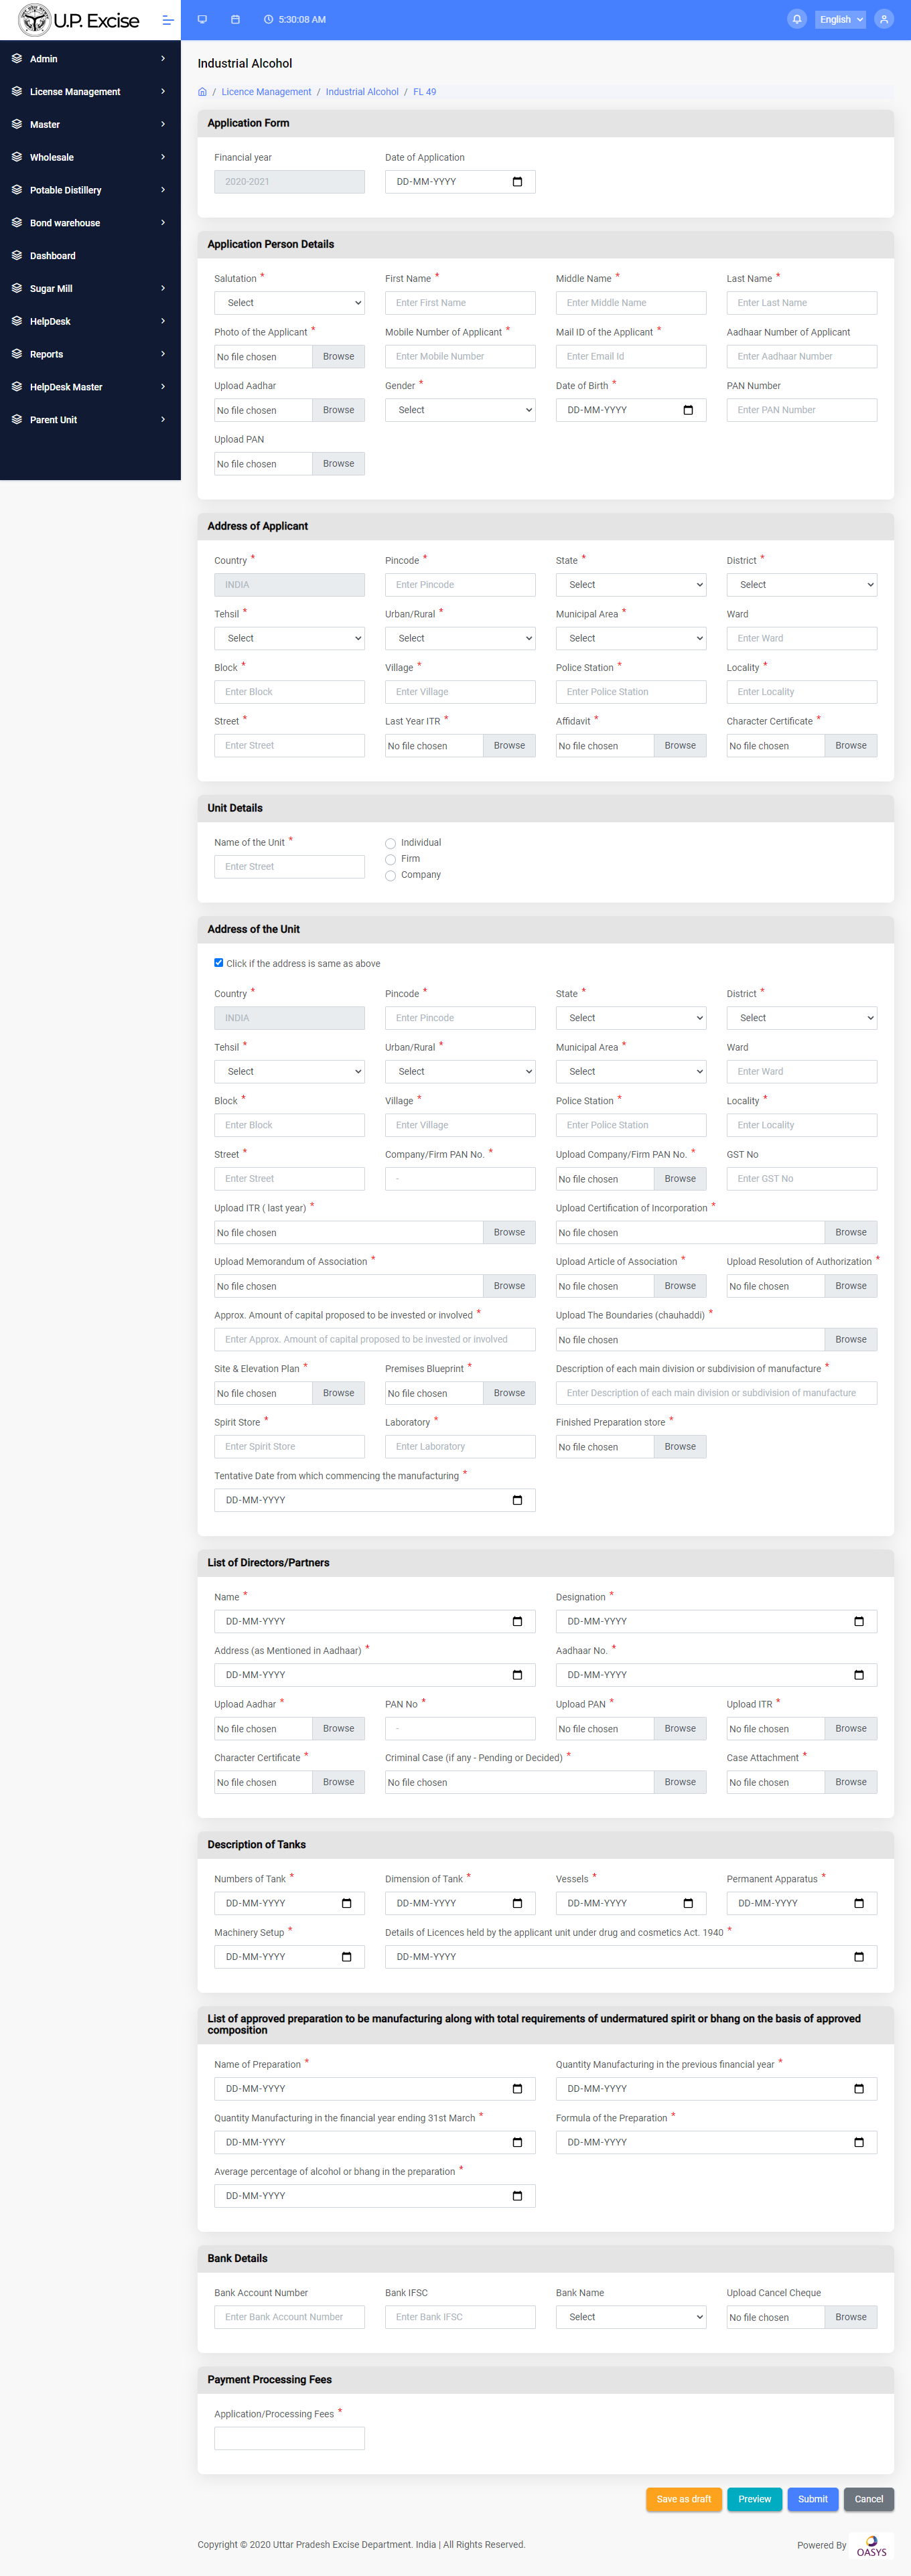 U.P. Excise
5:30:08 AM
English
Admin
License Management
Master
Wholesale
Potable Distillery
Bond warehouse
Dashboard
Sugar Mill
HelpDesk
Reports
HelpDesk Master
Parent Unit
Industrial Alcohol
/ Licence Management / Industrial Alcohol / FL 49
Application Form
Financial year Date of Application
2020-2021 DD-MM-YYYY
Application Person Details
Salutation * First Name * Middle Name * Last Name *
Select Enter First Name Enter Middle Name Enter Last Name
Photo of the Applicant * Mobile Number of Applicant * Mail ID of the Applicant * Aadhaar Number of Applicant
No file chosen Browse Enter Mobile Number Enter Email Id Enter Aadhaar Number
Upload Aadhar Gender * Date of Birth * PAN Number
No file chosen Browse Select DD-MM-YYYY Enter PAN Number
Upload PAN
No file chosen Browse
Address of Applicant
Country * Pincode * State * District *
INDIA Enter Pincode Select Select
Tehsil * Urban/Rural * Municipal Area * Ward
Select Select Select Enter Ward
Block * Village * Police Station * Locality *
Enter Block Enter Village Enter Police Station Enter Locality
Street * Last Year ITR * Affidavit * Character Certificate *
Enter Street No file chosen Browse No file chosen Browse No file chosen Browse
Unit Details
Name of the Unit * Individual
Enter Street Firm
Company
Address of the Unit
Click if the address is same as above
Country * Pincode * State * District *
INDIA Enter Pincode Select Select
Tehsil * Urban/Rural * Municipal Area * Ward
Select Select Select Enter Ward
Block * Village * Police Station * Locality *
Enter Block Enter Village Enter Police Station Enter Locality
Street * Company/Firm PAN No. * Upload Company/Firm PAN No. * GST No
Enter Street - No file chosen Browse Enter GST No
Upload ITR ( last year) * Upload Certification of Incorporation *
No file chosen Browse No file chosen Browse
Upload Memorandum of Association * Upload Article of Association * Upload Resolution of Authorization *
No file chosen Browse No file chosen Browse No file chosen Browse
Approx. Amount of capital proposed to be invested or involved * Upload The Boundaries (chauhaddi) *
Enter Approx. Amount of capital proposed to be invested or involved No file chosen Browse
Site & Elevation Plan * Premises Blueprint * Description of each main division or subdivision of manufacture *
No file chosen Browse No file chosen Browse Enter Description of each main division or subdivision of manufacture
Spirit Store * Laboratory * Finished Preparation store *
Enter Spirit Store Enter Laboratory No file chosen Browse
Tentative Date from which commencing the manufacturing *
DD-MM-YYYY
List of Directors/Partners
Name * Designation *
DD-MM-YYYY DD-MM-YYYY
Address (as Mentioned in Aadhaar) * Aadhaar No. *
DD-MM-YYYY DD-MM-YYYY
Upload Aadhar * PAN No * Upload PAN * Upload ITR *
No file chosen Browse - No file chosen Browse No file chosen Browse
Character Certificate * Criminal Case (if any - Pending or Decided) * Case Attachment *
No file chosen Browse No file chosen Browse No file chosen Browse
Description of Tanks
Numbers of Tank * Dimension of Tank * Vessels * Permanent Apparatus *
DD-MM-YYYY DD-MM-YYYY DD-MM-YYYY DD-MM-YYYY
Machinery Setup * Details of Licences held by the applicant unit under drug and cosmetics Act. 1940 *
DD-MM-YYYY DD-MM-YYYY
List of approved preparation to be manufacturing along with total requirements of undermatured spirit or bhang on the basis of approved
composition
Name of Preparation * Quantity Manufacturing in the previous financial year *
DD-MM-YYYY DD-MM-YYYY
Quantity Manufacturing in the financial year ending 31st March * Formula of the Preparation *
DD-MM-YYYY DD-MM-YYYY
Average percentage of alcohol or bhang in the preparation *
DD-MM-YYYY
Bank Details
Bank Account Number Bank IFSC Bank Name Upload Cancel Cheque
Enter Bank Account Number Enter Bank IFSC Select No file chosen Browse
Payment Processing Fees
Application/Processing Fees *
Save as draft Preview Submit Cancel
Copyright © 2020 Uttar Pradesh Excise Department. India | All Rights Reserved. Powered By OASYS